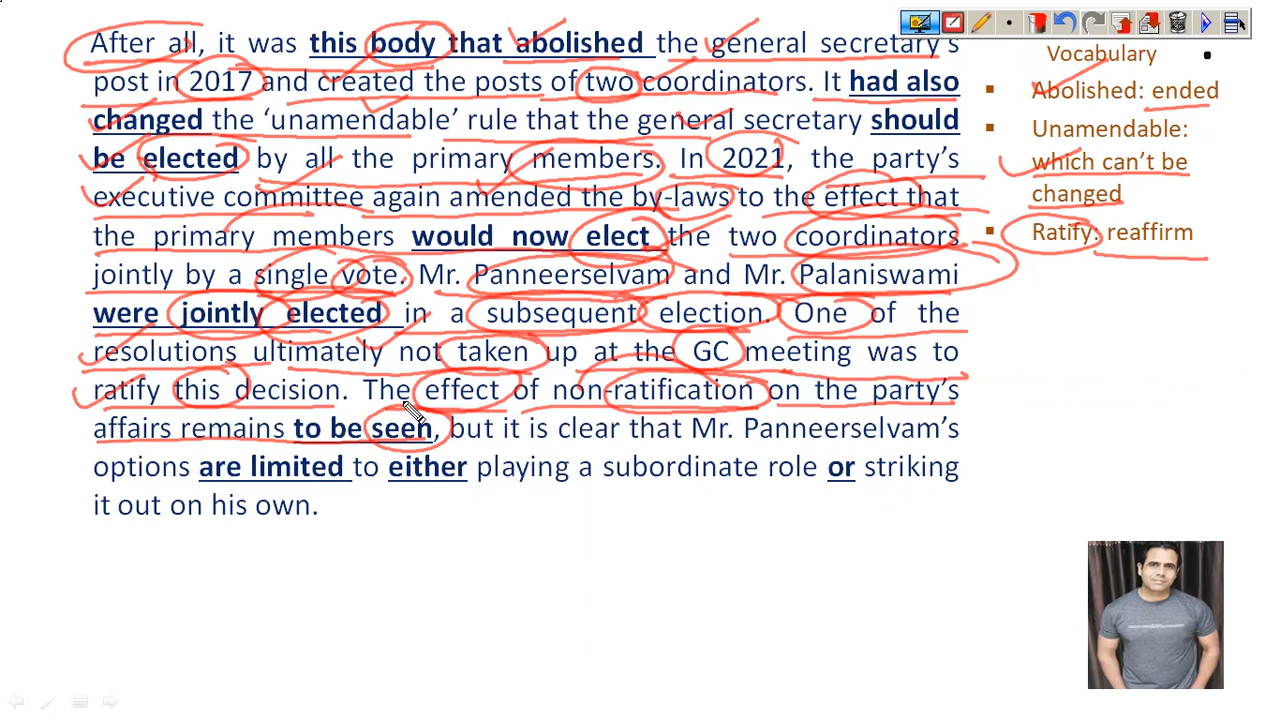 After all, it was this body that abolished the general secretary's
post in 2017 and created the posts of two coordinators. It had also
changed the ‘unamendable’ rule that the general secretary should
be elected by all the primary members. In 2021, the party’s
executive committee again amended the by-laws to the effect that
the primary members would now elect the two coordinators
jointly by a single vote. Mr. Panneerselvam and Mr. Palaniswami
were jointly elected in a subsequent election. One of the
resolutions ultimately not taken up at the GC meeting was to
ratify this decision. The effect of non-ratification on the party’s
affairs remains to be seen, but it is clear that Mr. Panneerselvam’s
options are limited to either playing a subordinate role or striking
it out on his own.
Vocabulary
Abolished: ended
Unamendable:
which can’t be
changed
Ratify: reaffirm